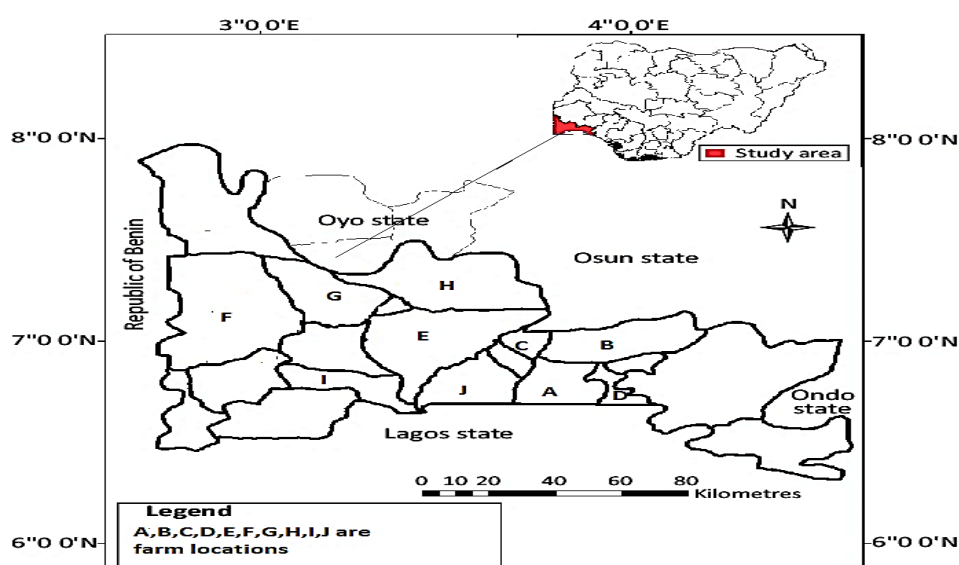 3''0,0'E 4''0,0'E
8''0 0'N 8''0 0'N
Study area
N
Oyo state
Republic of Benin
Osun state
H
G
F
E
7''0 0'N 7''0 0'N
C B
I
J A D
Ondo
state
Lagos state
0 10 20 40 60 80
Kilometres
Legend
A,B,C,D,E,F,G,H,I,J are
farm locations
6''0 0'N 6''0 0'N